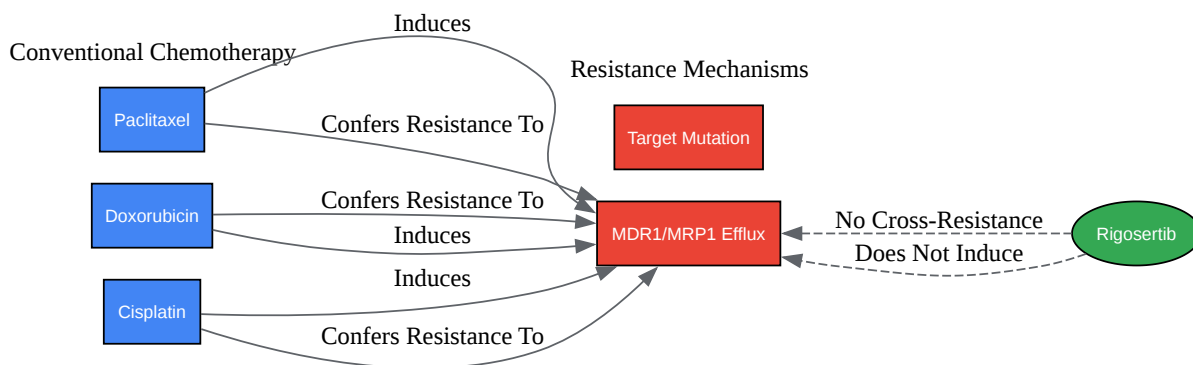 Induces
Conventional Chemotherapy
Resistance Mechanisms
Paclitaxel
Confers Resistance To
Target Mutation
Confers Resistance To
Doxorubicin
Induces
MDR1/MRP1 Efflux
No Cross-Resistance
Does Not Induce
Rigosertib
Induces
Cisplatin
Confers Resistance To